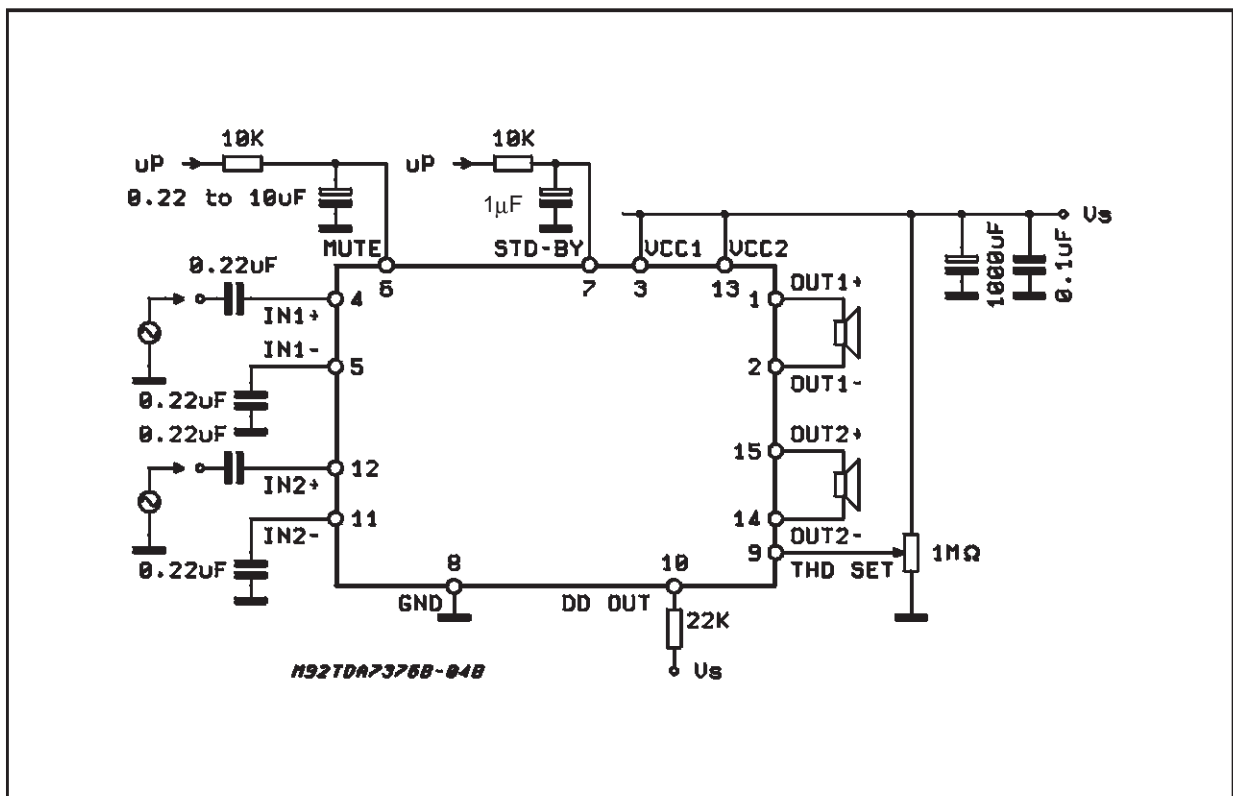 10K
10K
uP
uP
0.22 to 10uF
1μF
Vs
MUTE
STD-BY
VCC1
VCC2
1000uF
0.1uF
0.22uF
6
7
3
13
4
1
OUT1+
IN1+
IN1-
5
2
OUT1-
0.22uF
0.22uF
OUT2+
15
12
IN2+
14
11
OUT2-
IN2-
9
THD SET
1MΩ
0.22uF
8
10
GND
DD OUT
22K
Vs
M92TDA7376B-04B